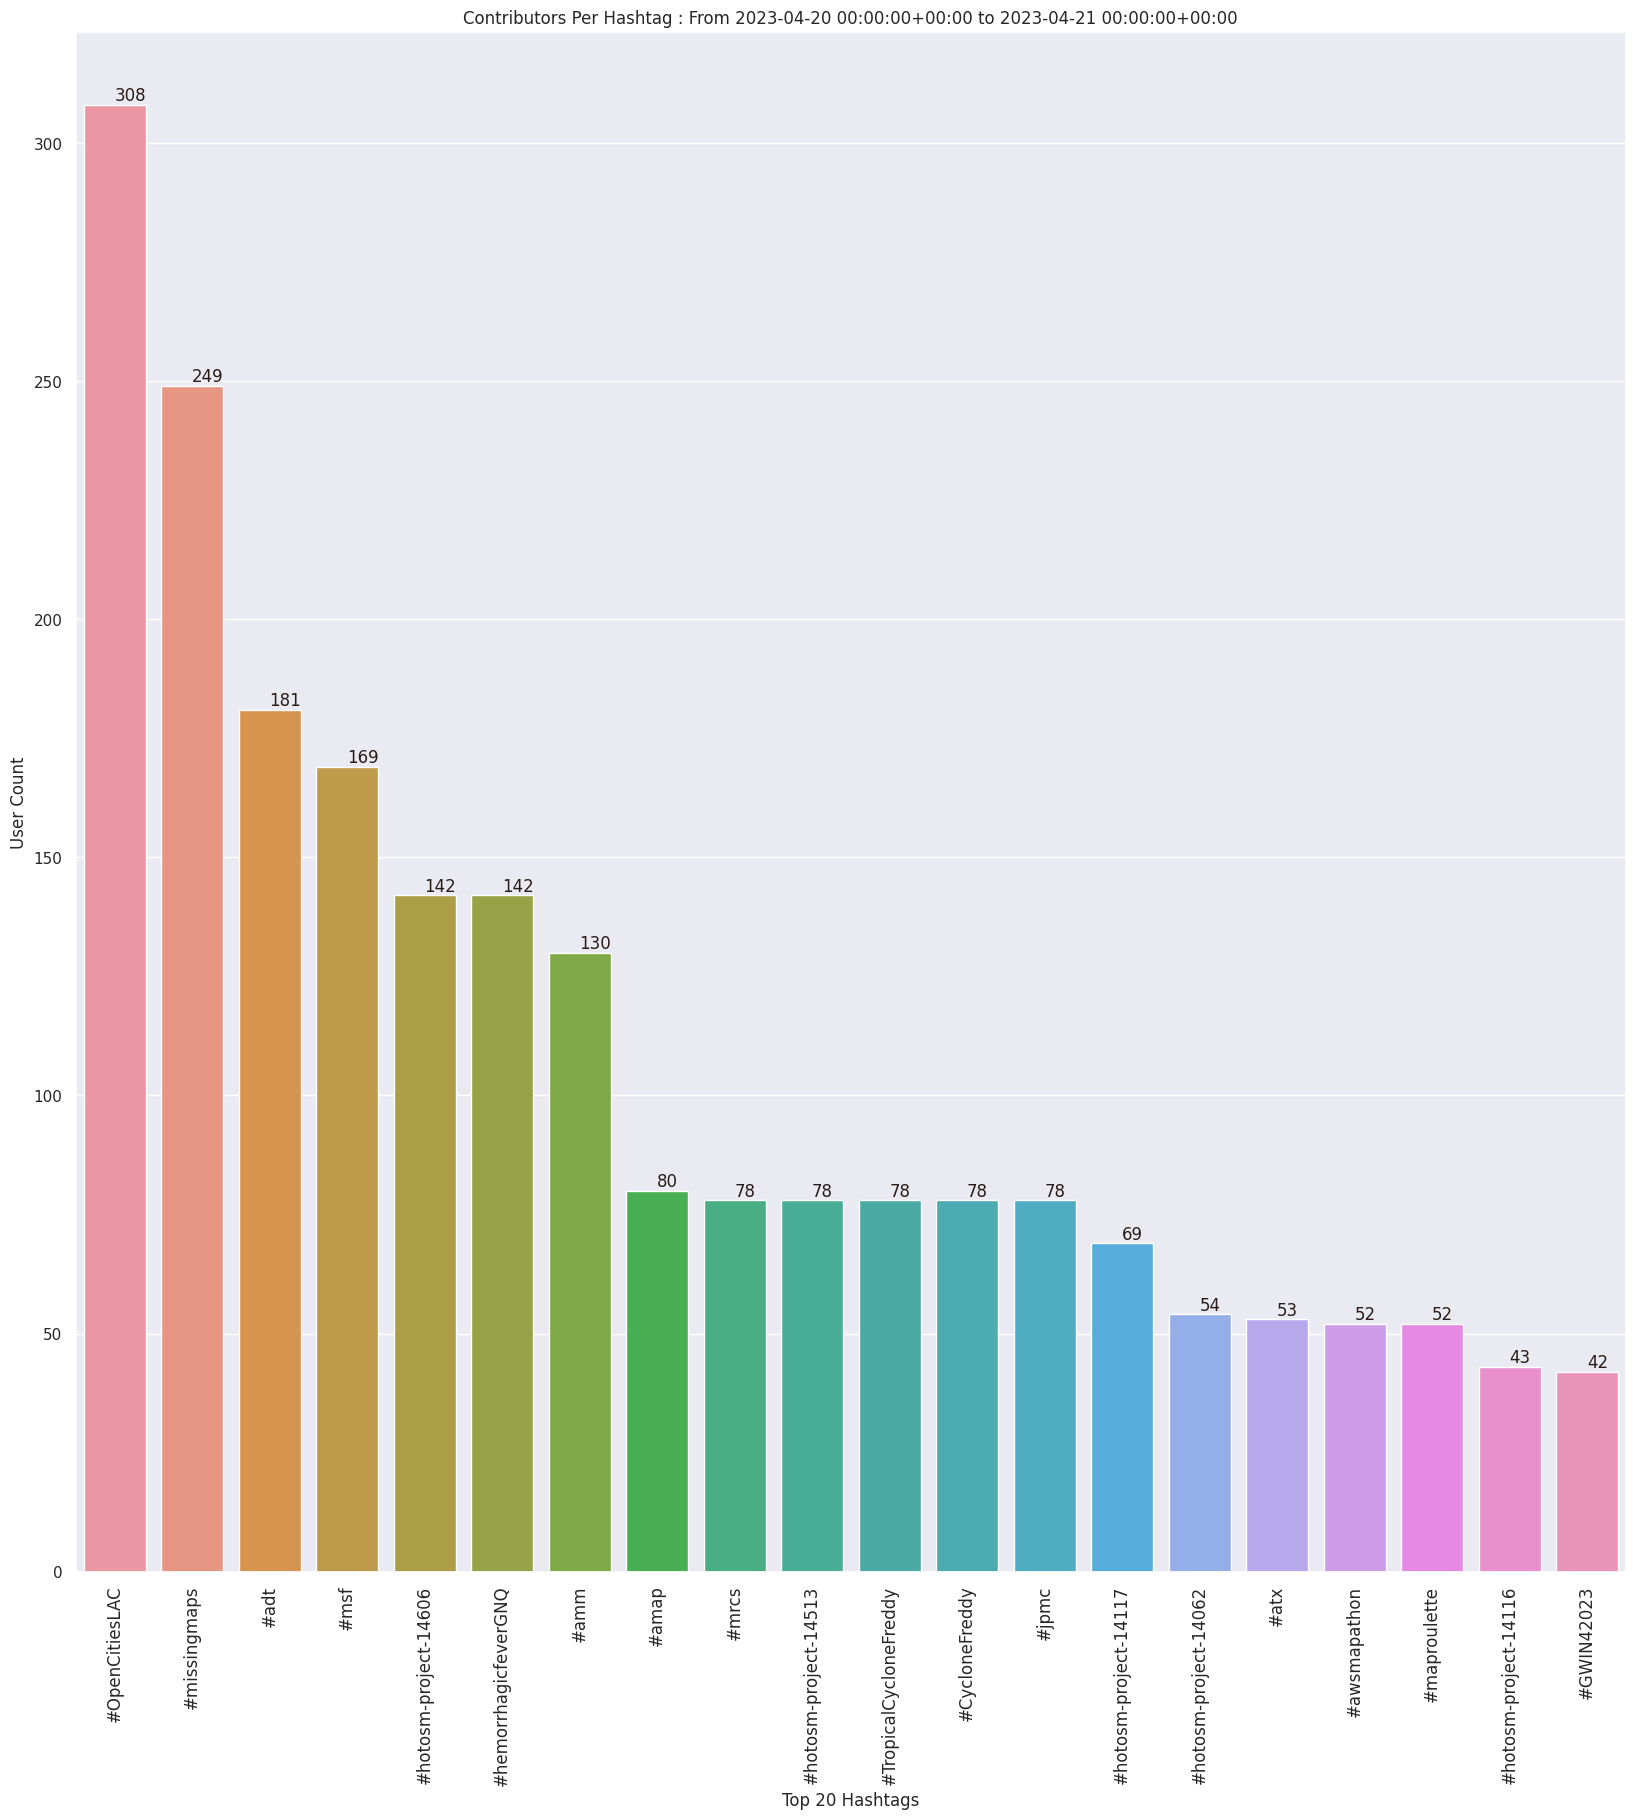 Contributors Per Hashtag : From 2023-04-20 00:00:00+00:00 to 2023-04-21 00:00:00+00:00
User Count
300
250
200
150
100
50
0
308
249
181
169
142
142
130
80
78
78
78
78
78
69
54
53
52
52
43
42
#OpenCitiesLAC
#missingmaps
#adt
#msf
#hotosm-project-14606
#hemorrhagicfeverGNQ
#amm
#amap
#mrcs
#hotosm-project-14513
#TropicalCycloneFreddy
#CycloneFreddy
#jpmc
#hotosm-project-14117
#hotosm-project-14062
#atx
#awsmapathon
#maproulette
#hotosm-project-14116
#GWIN42023
Top 20 Hashtags